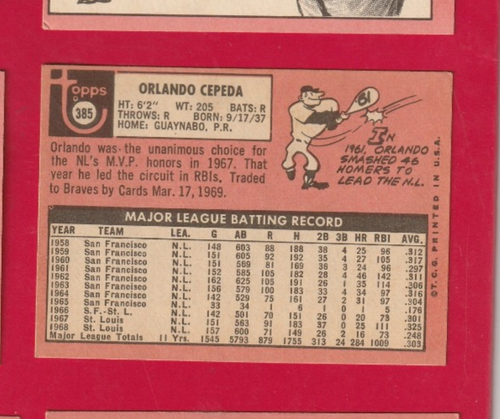 topps
385
ORLANDO CEPEDA
HT: 6'2" WT: 205 BATS: R
THROWS: R BORN: 9/17/37
HOME: GUAYNABO, P.R.
Orlando was the unanimous choice for
the NL's M.V.P. honors in 1967. That
year he led the circuit in RBIs. Traded
to Braves by Cards Mar. 17, 1969.
61
IN
1961, ORLANDO
SMASHED 46
HOMERS TO
LEAD THE N.L.
©T.C.G. PRINTED IN U.S.A.
MAJOR LEAGUE BATTING RECORD
YEAR TEAM LEA. G AB R H 2B 3B HR RBI AVG.
1958 San Francisco N.L. 148 603 88 188 38 4 25 96 .312
1959 San Francisco N.L. 151 605 92 192 35 4 27 105 .317
1960 San Francisco N.L. 151 569 81 169 36 3 24 96 .297
1961 San Francisco N.L. 152 585 105 182 28 4 46 142 .311
1962 San Francisco N.L. 162 625 105 191 26 1 35 114 .306
1963 San Francisco N.L. 156 579 100 183 33 4 34 97 .316
1964 San Francisco N.L. 142 529 75 161 27 2 31 97 .304
1965 San Francisco N.L. 33 34 1 6 1 0 1 5 .176
1966 S.F.-St. L. N.L. 142 501 70 151 26 0 20 73 .301
1967 St. Louis N.L. 151 563 91 183 37 0 25 111 .325
1968 St. Louis N.L. 157 600 71 149 26 2 16 73 .248
Major League Totals 11 Yrs. 1545 5793 879 1755 313 24 284 1009 .303